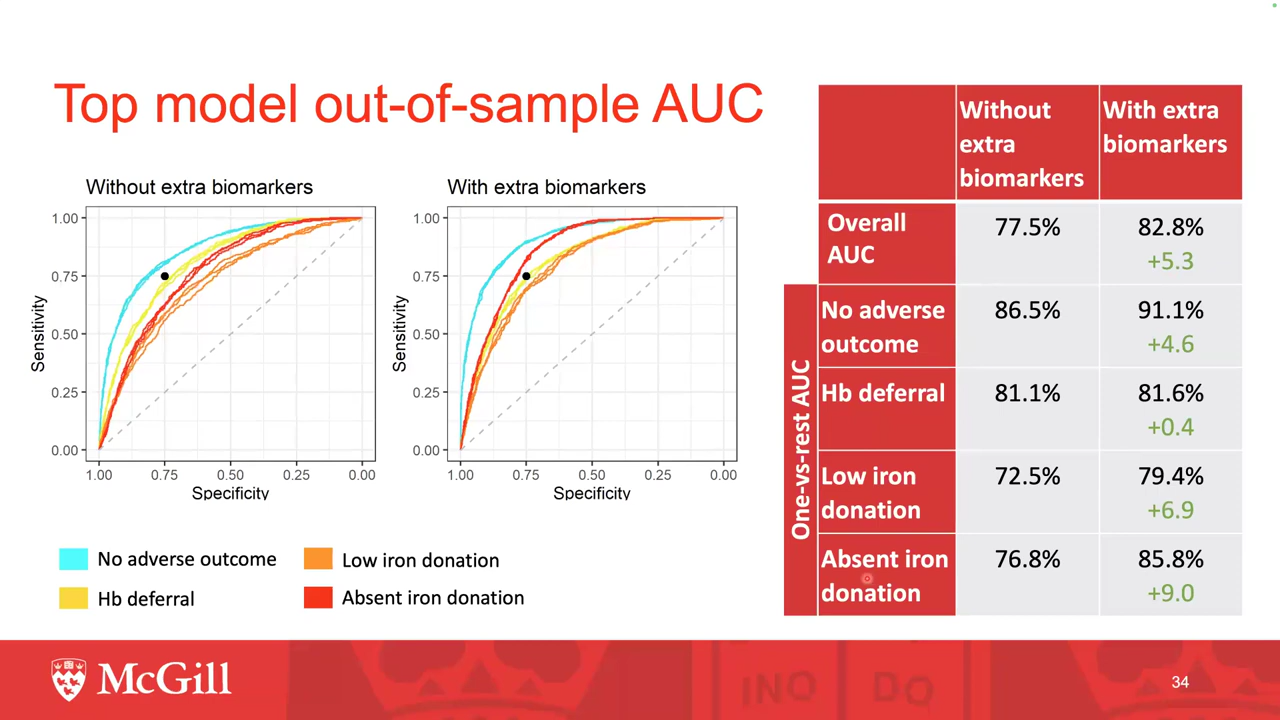 Top model out-of-sample AUC
Without extra biomarkers
1.00
0.75
0.50
0.25
0.00
Sensitivity
1.00
0.75
0.50
0.25
0.00
Specificity
With extra biomarkers
1.00
0.75
0.50
0.25
0.00
Sensitivity
1.00
0.75
0.50
0.25
0.00
Specificity
No adverse outcome
Low iron donation
Hb deferral
Absent iron donation
Without
extra
biomarkers
With extra
biomarkers
Overall
AUC
77.5%
82.8%
+5.3
One-vs-rest AUC
No adverse
outcome
86.5%
91.1%
+4.6
Hb deferral
81.1%
81.6%
+0.4
Low iron
donation
72.5%
79.4%
+6.9
Absent iron
donation
76.8%
85.8%
+9.0
McGill
INO DO
34